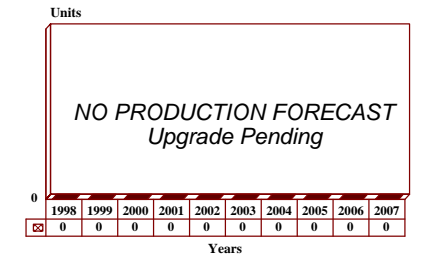 Units
NO PRODUCTION FORECAST
Upgrade Pending
0
1998 1999 2000 2001 2002 2003 2004 2005 2006 2007
0 0 0 0 0 0 0 0 0 0
Years